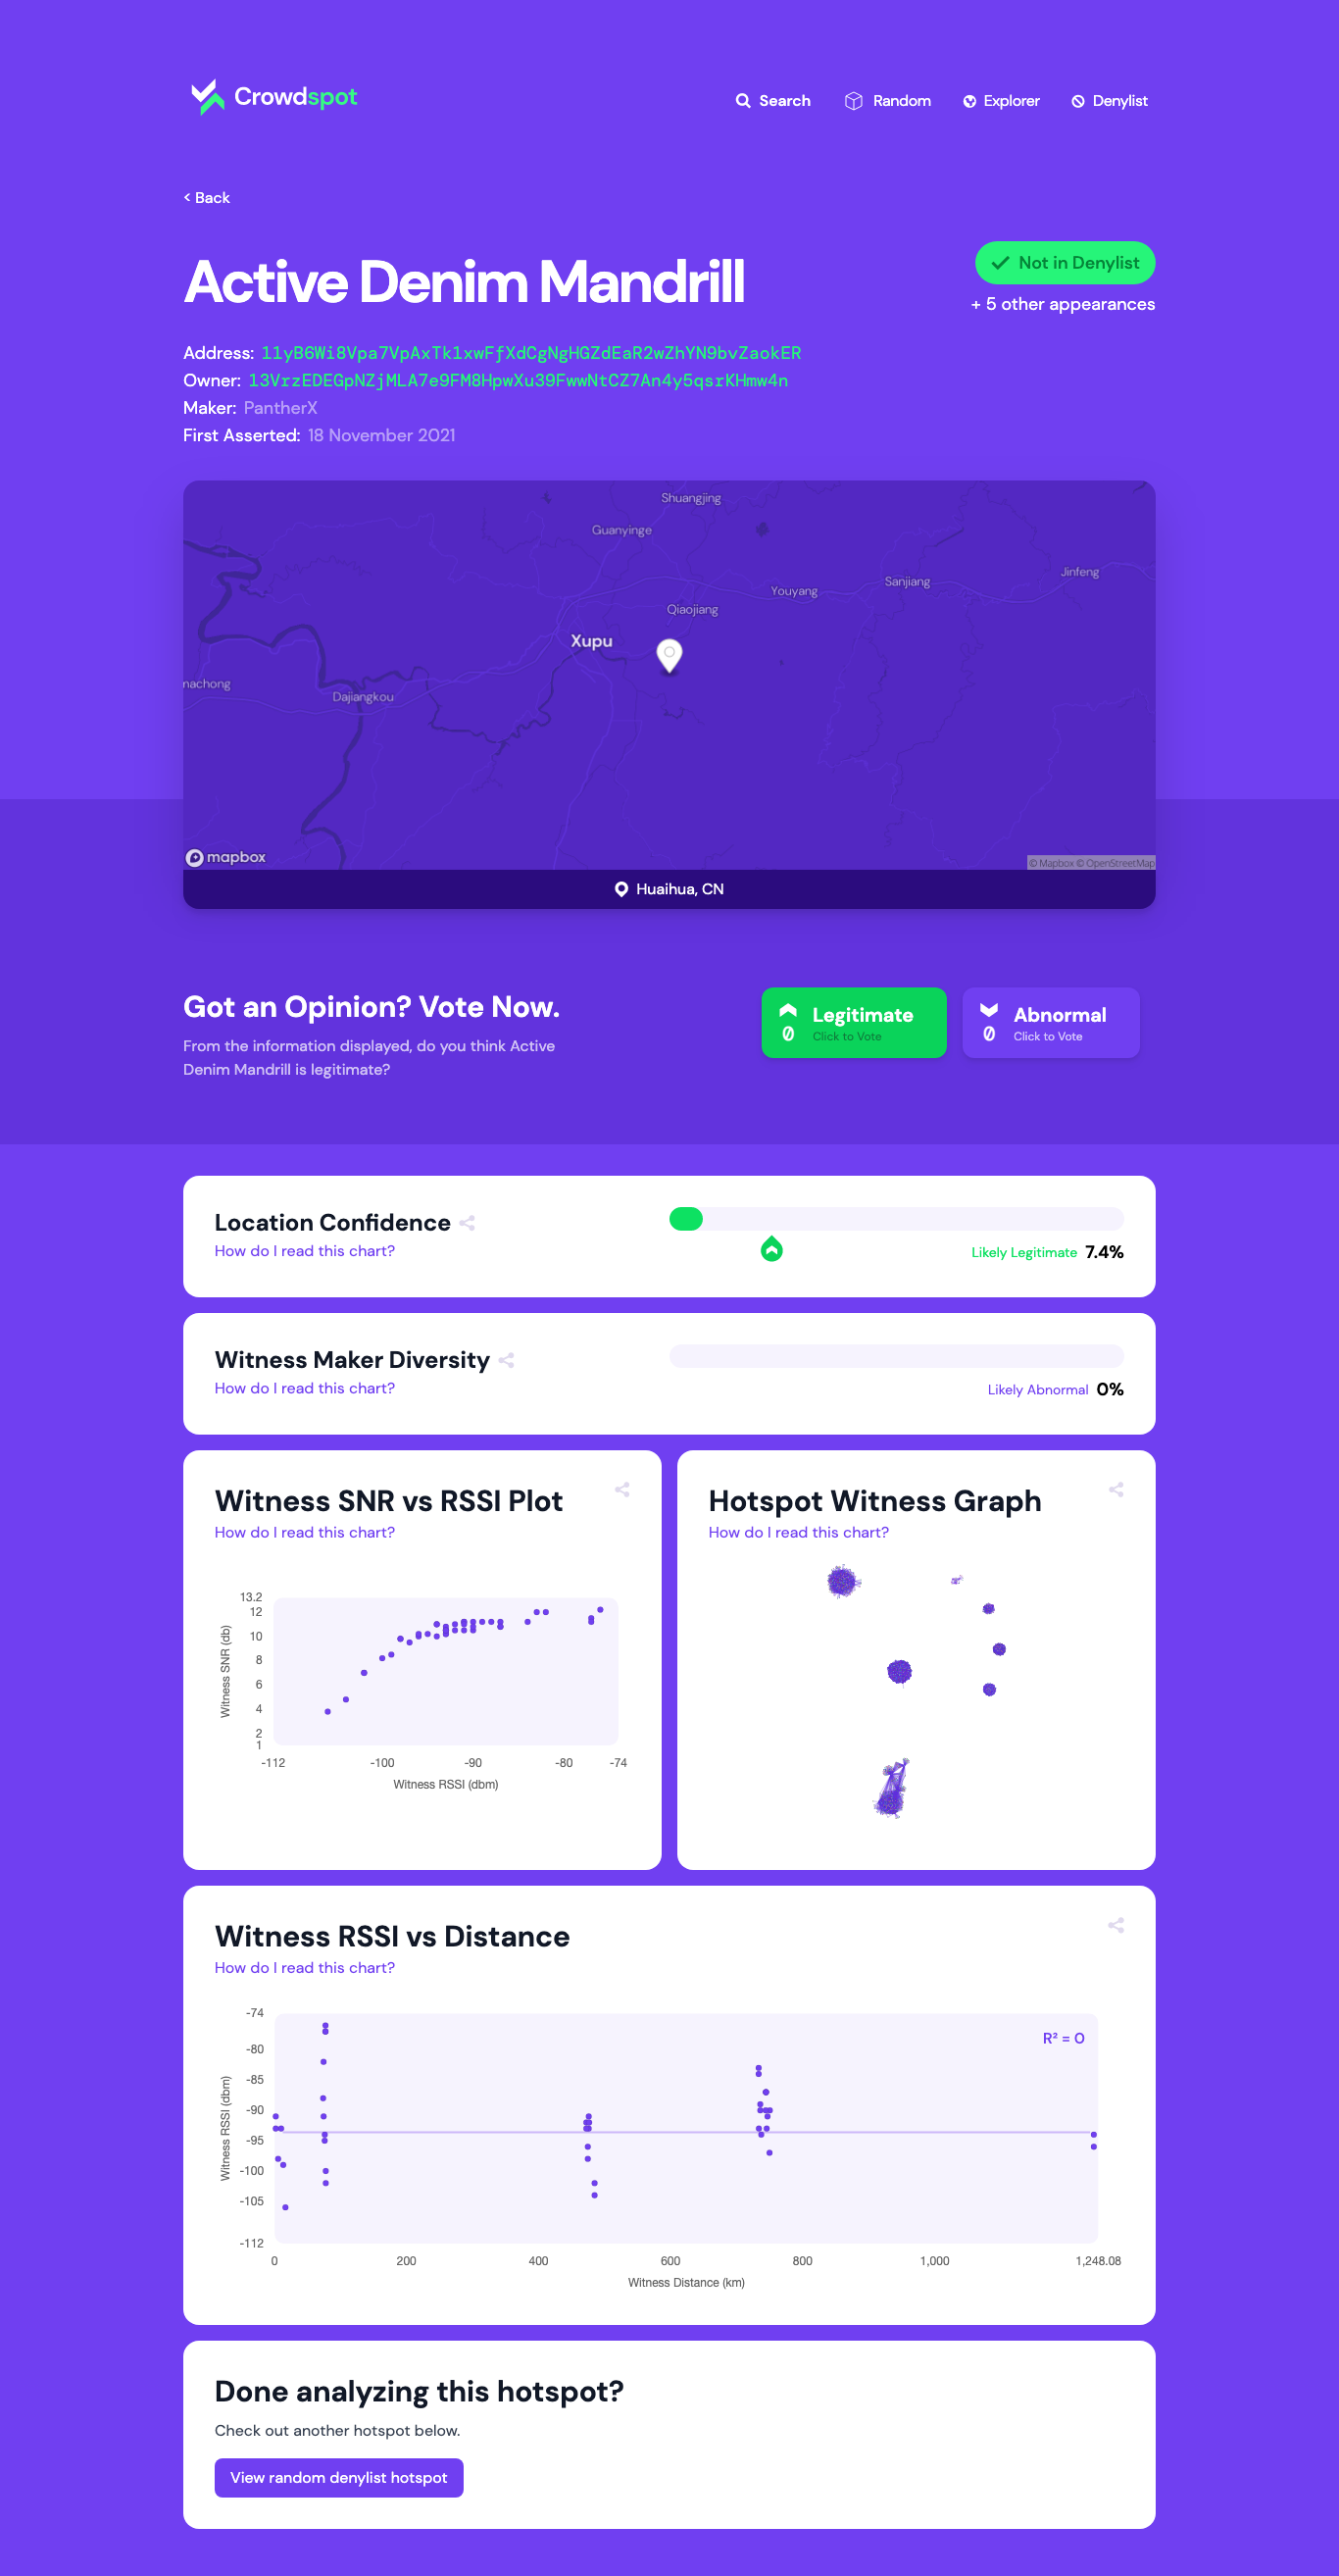 Crowdspot
Search Random Explorer Denylist
< Back
Active Denim Mandrill
Not in Denylist
+ 5 other appearances
Address: 11yB6Wi8Vpa7VpAxTk1xwFfXdCgNgHGZdEaR2wZhYN9bvZaokER
Owner: 13VrzEDEGpNZjMLA7e9FM8HpwXu39FwwNtCZ7An4y5qsrKHmw4n
Maker: PantherX
First Asserted: 18 November 2021
Shuangjing
Guanyinge
Jinfeng
Sanjiang
Youyang
Qiaojiang
Xupu
nachong
Dajiangkou
mapbox
© Mapbox © OpenStreetMap
Huaihua, CN
Got an Opinion? Vote Now.
From the information displayed, do you think Active
Denim Mandrill is legitimate?
0 Legitimate
Click to Vote
0 Abnormal
Click to Vote
Location Confidence
How do I read this chart?
Likely Legitimate 7.4%
Witness Maker Diversity
How do I read this chart?
Likely Abnormal 0%
Witness SNR vs RSSI Plot
How do I read this chart?
Witness SNR (db)
13.2
12
10
8
6
4
2
1
-112 -100 -90 -80 -74
Witness RSSI (dbm)
Hotspot Witness Graph
How do I read this chart?
Witness RSSI vs Distance
How do I read this chart?
R² = 0
Witness RSSI (dbm)
-74
-80
-85
-90
-95
-100
-105
-112
0 200 400 600 800 1,000 1,248.08
Witness Distance (km)
Done analyzing this hotspot?
Check out another hotspot below.
View random denylist hotspot